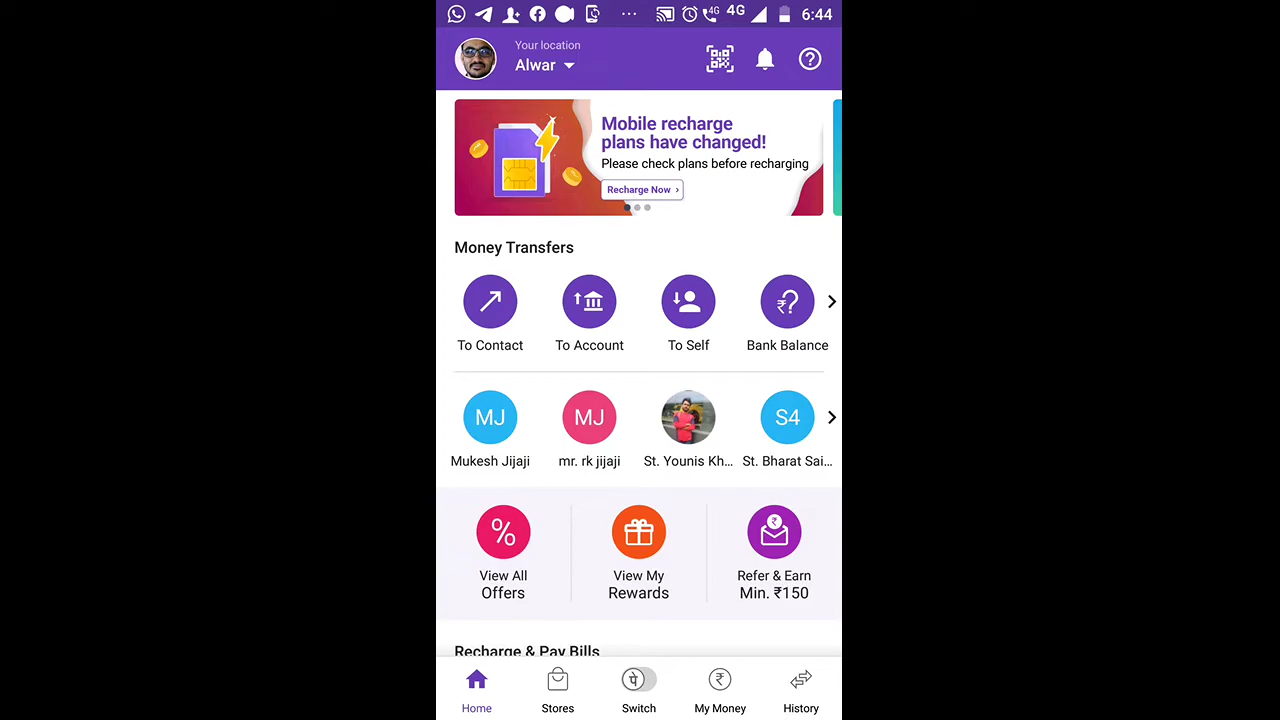 4G 4G 6:44
Your location
Alwar
Mobile recharge
plans have changed!
Please check plans before recharging
Recharge Now ›
Money Transfers
To Contact To Account To Self Bank Balance
MJ MJ S4
Mukesh Jijaji mr. rk jijaji St. Younis Kh... St. Bharat Sai...
View All View My Refer & Earn
Offers Rewards Min. ₹150
Recharge & Pay Bills
Home Stores Switch My Money History